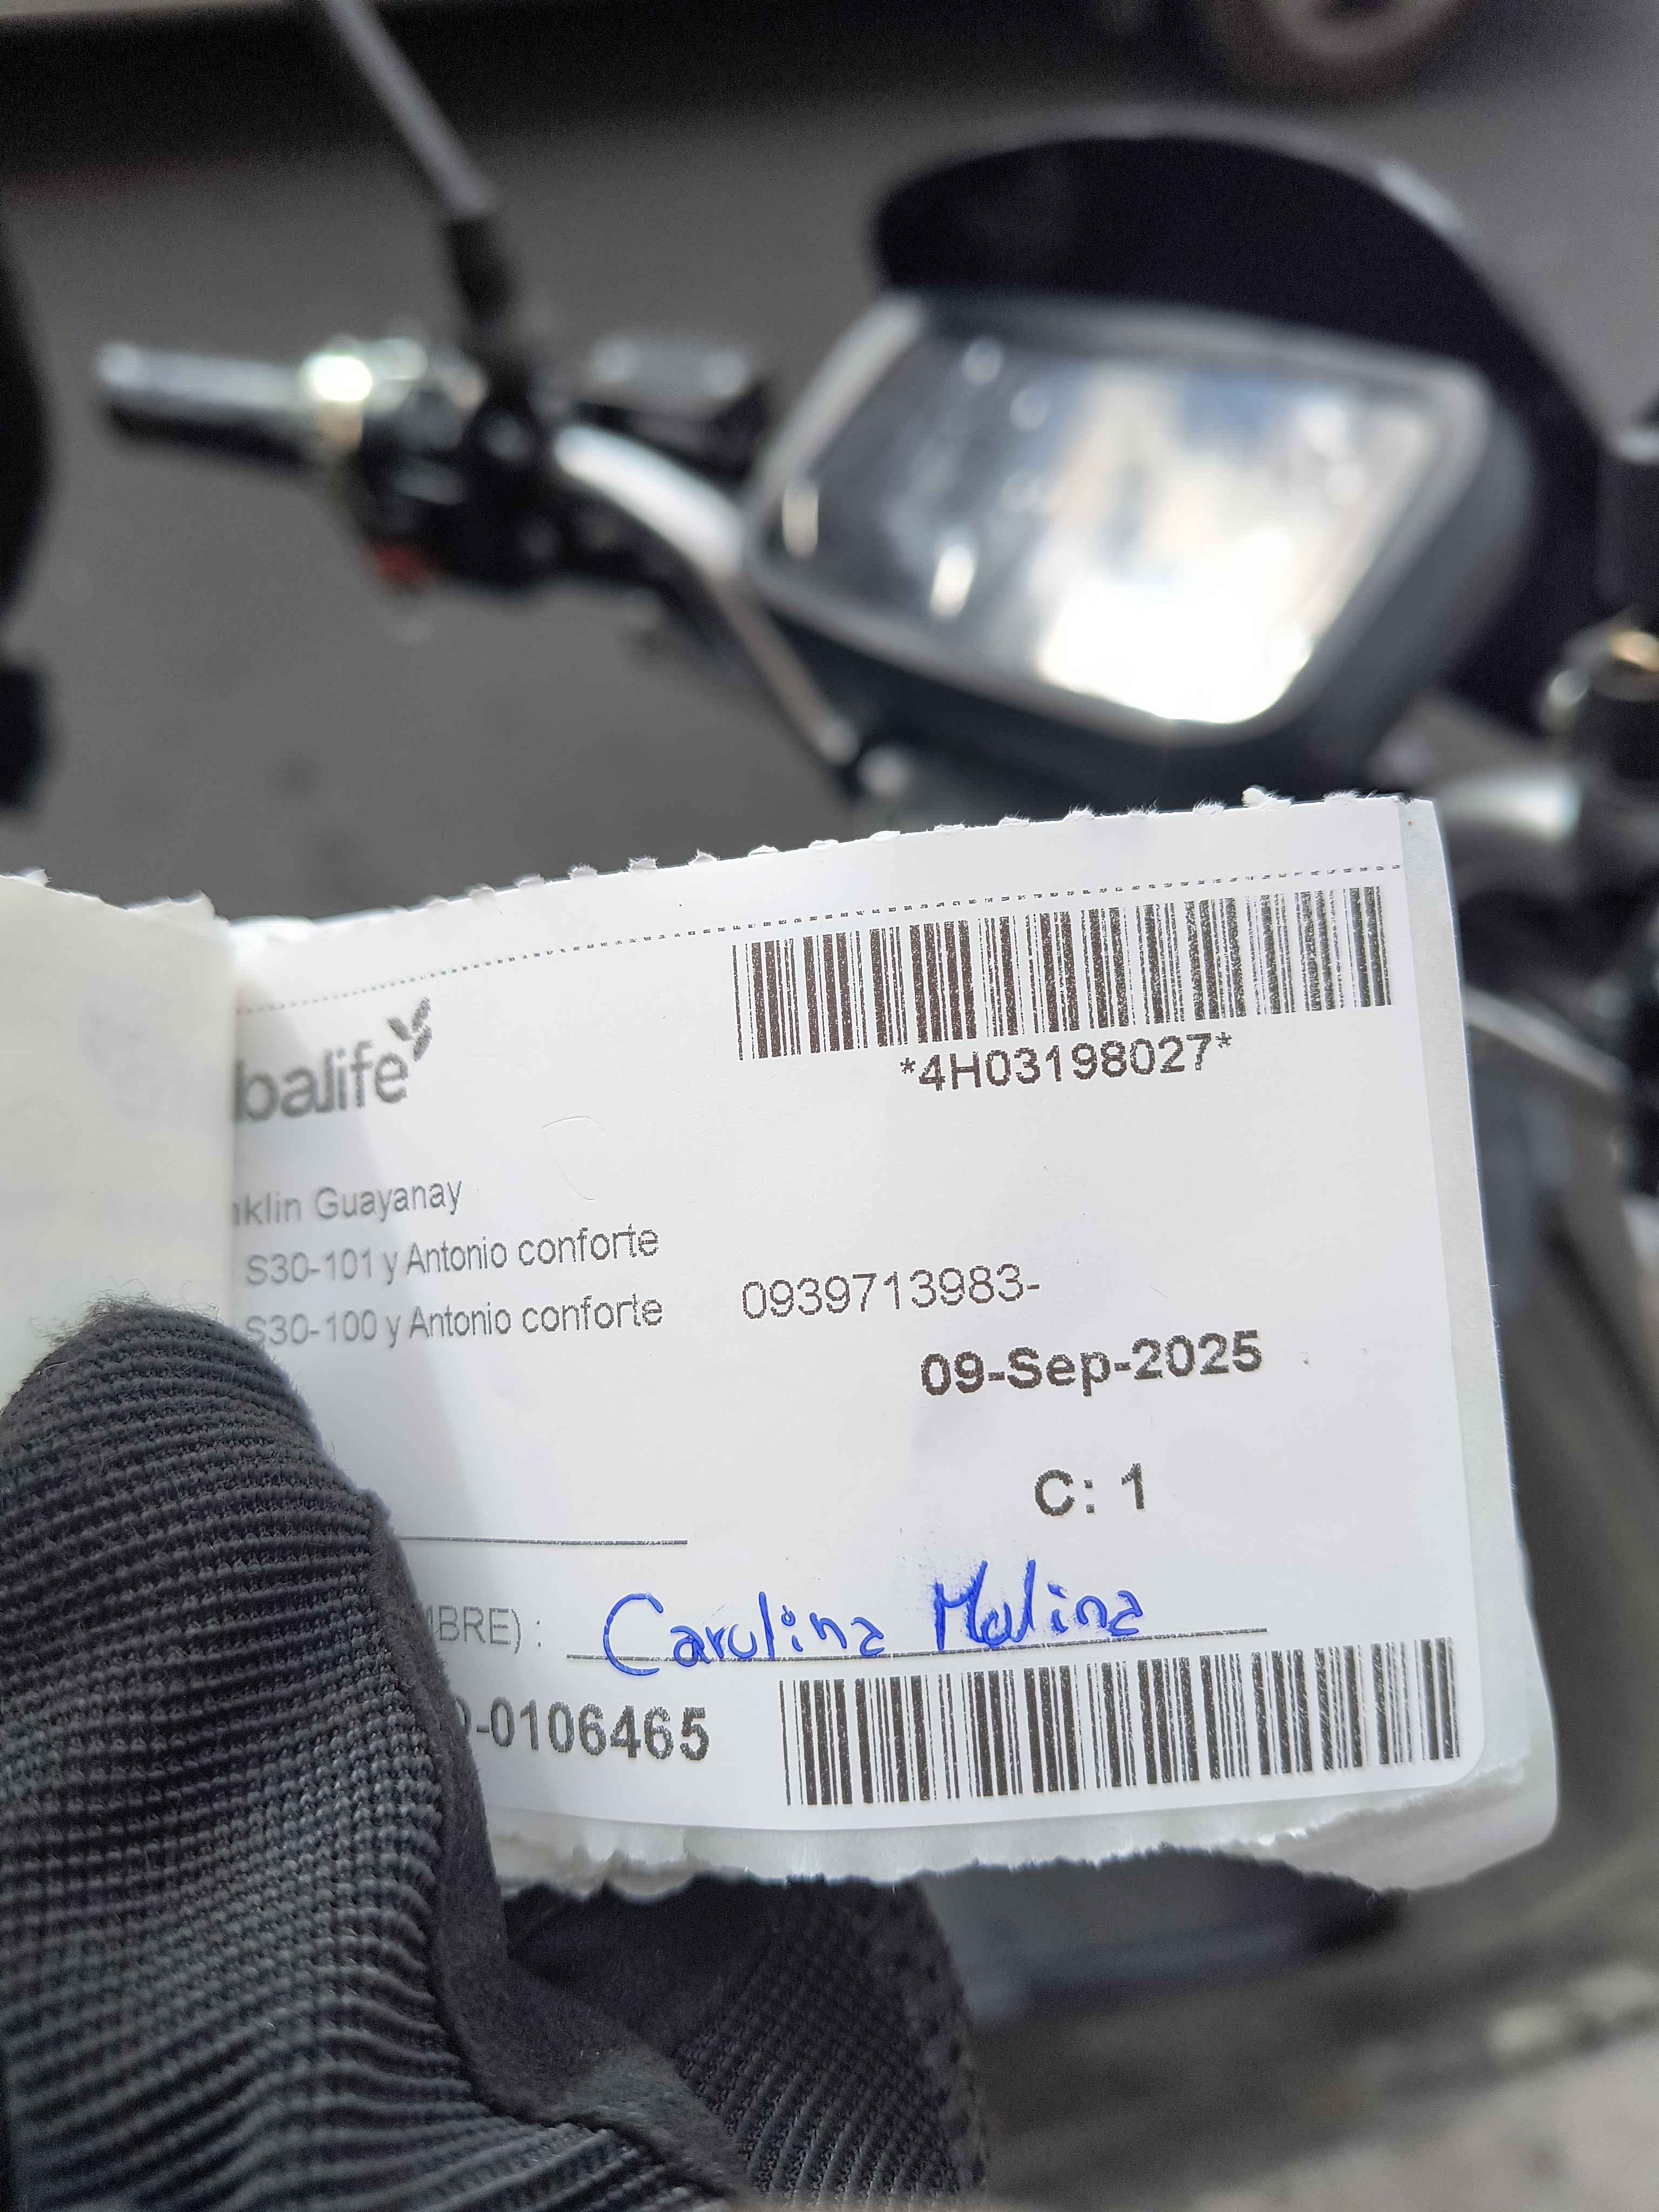 *4H03198027*
balife
nklin Guayanay
S30-101 y Antonio conforte
S30-100 y Antonio conforte
0939713983-
09-Sep-2025
C: 1
MBRE) : Carolina Molina
-0106465